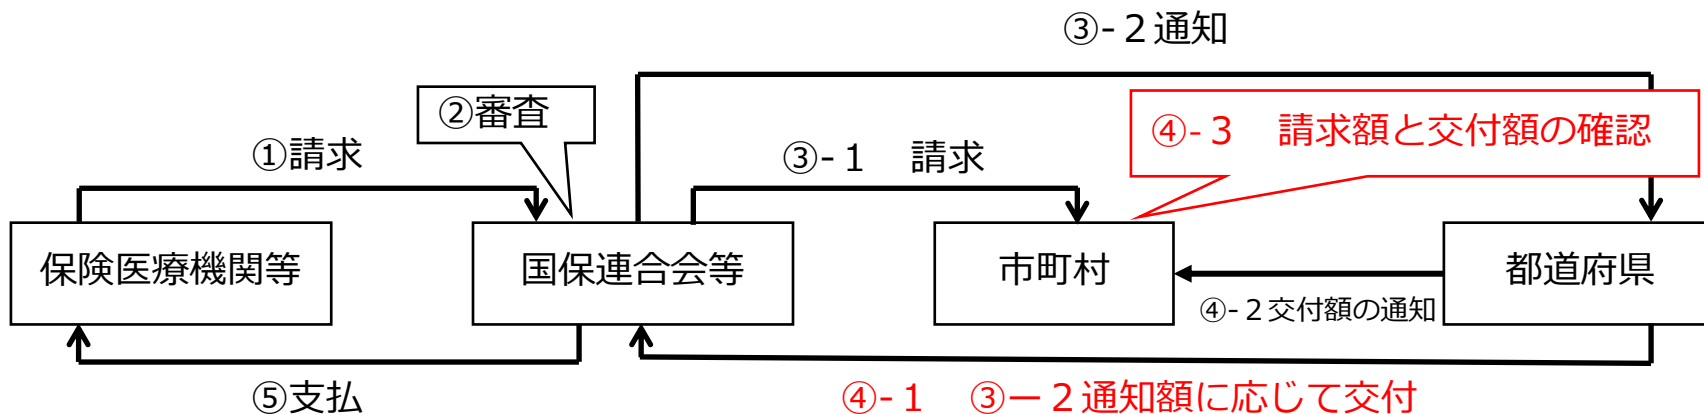 ③-２通知
②審査
④-３　請求額と交付額の確認
①請求
③-１　請求
保険医療機関等
国保連合会等
市町村
都道府県
④-２交付額の通知
⑤支払
④-１　③ー２通知額に応じて交付